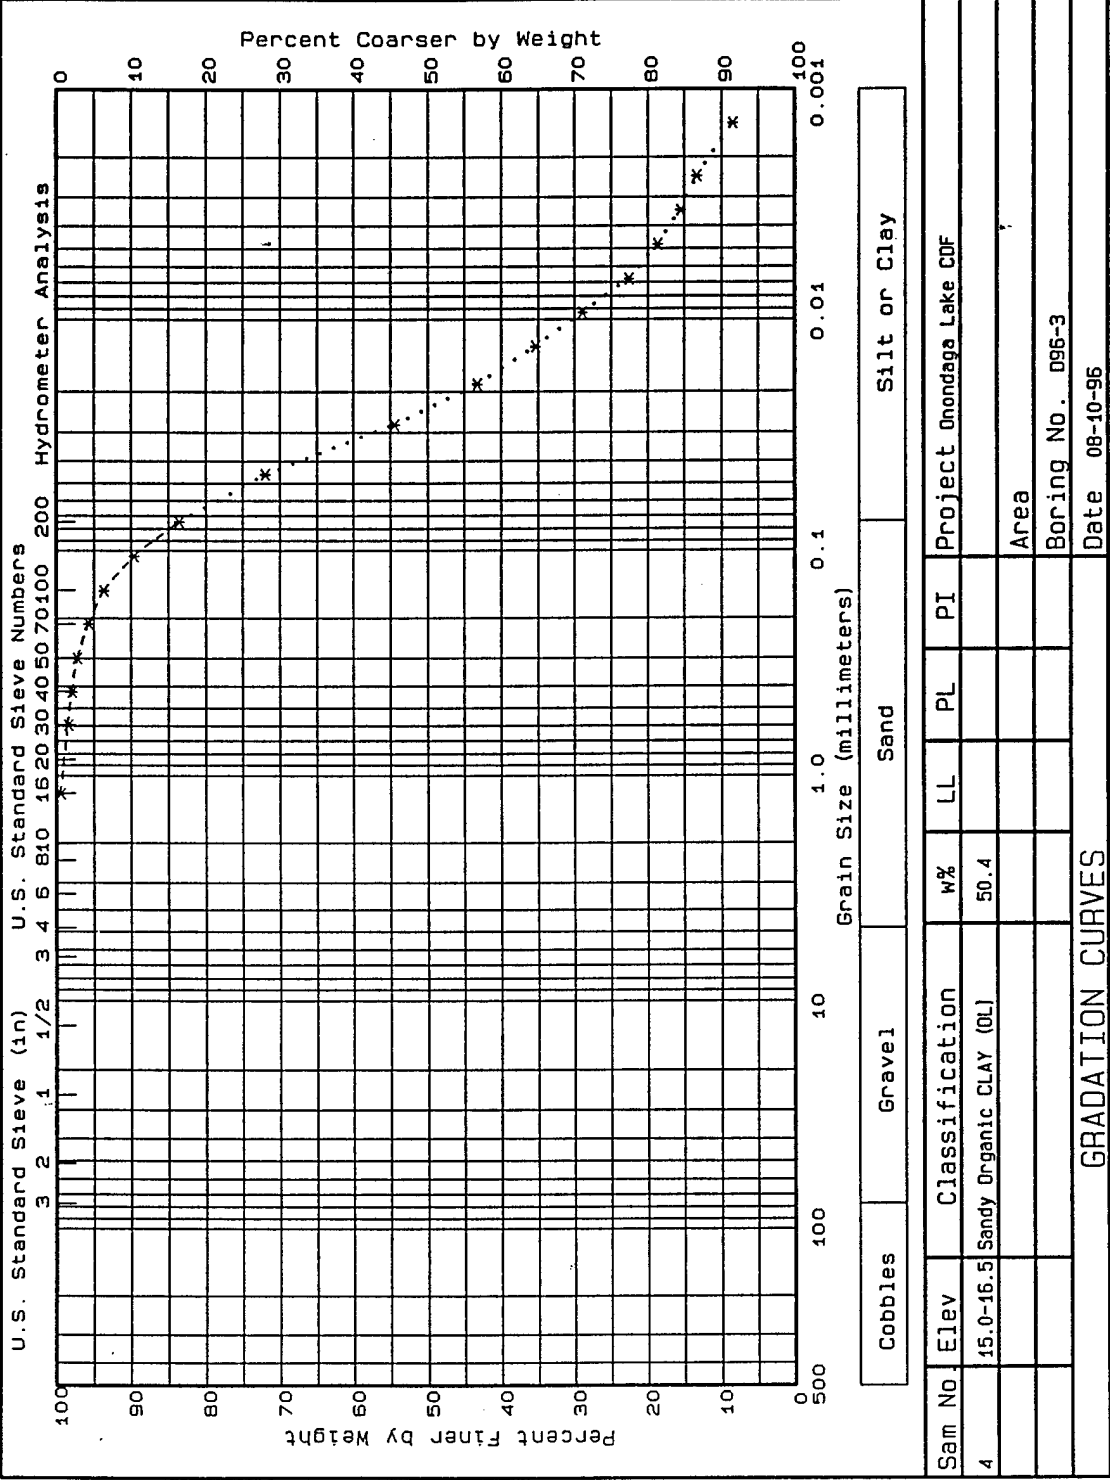 U.S. Standard Sieve (in) U.S. Standard Sieve Numbers Hydrometer Analysis
3 2 1 1/2 3 4 6 8 10 16 20 30 40 50 70 100 200
Percent Finer by Weight
100
90
80
70
60
50
40
30
20
10
0
Percent Coarser by Weight
0
10
20
30
40
50
60
70
80
90
100
500 100 10 1.0 0.1 0.01 0.001
Grain Size (millimeters)
Cobbles Gravel Sand Silt or Clay
Sam No. Elev Classification W% LL PL PI
4 15.0-16.5 Sandy Organic CLAY (OL) 50.4
Project Onondaga Lake CDF
Area
Boring No. D96-3
Date 08-10-96
GRADATION CURVES